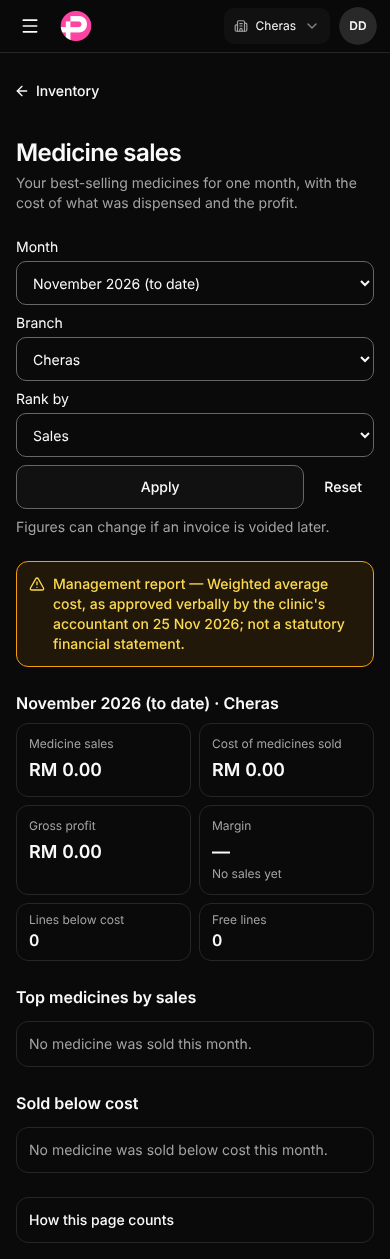 Cheras
DD
Inventory
Medicine sales
Your best-selling medicines for one month, with the
cost of what was dispensed and the profit.
Month
November 2026 (to date)
Branch
Cheras
Rank by
Sales
Apply
Reset
Figures can change if an invoice is voided later.
Management report — Weighted average
cost, as approved verbally by the clinic's
accountant on 25 Nov 2026; not a statutory
financial statement.
November 2026 (to date) · Cheras
Medicine sales
RM 0.00
Cost of medicines sold
RM 0.00
Gross profit
RM 0.00
Margin
—
No sales yet
Lines below cost
0
Free lines
0
Top medicines by sales
No medicine was sold this month.
Sold below cost
No medicine was sold below cost this month.
How this page counts